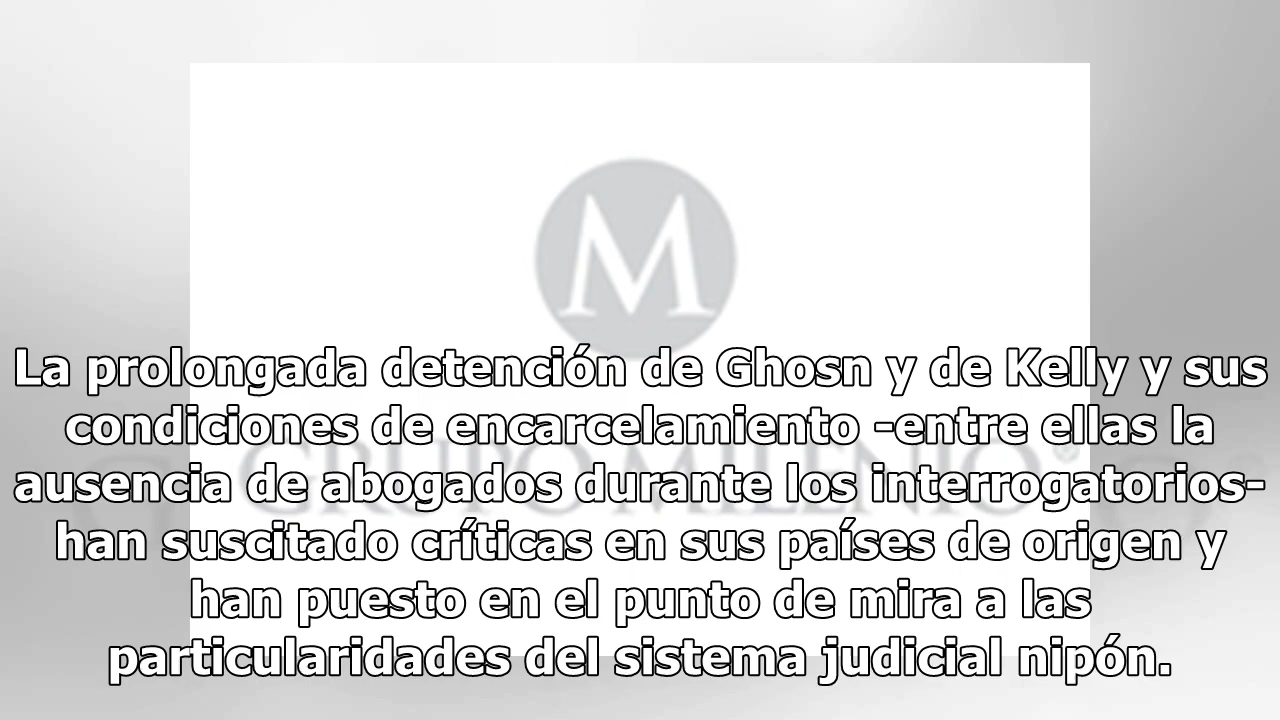 M
La prolongada detención de Ghosn y de Kelly y sus
condiciones de encarcelamiento -entre ellas la
GRUPO MILENIO®
ausencia de abogados durante los interrogatorios-
han suscitado críticas en sus países de origen y
han puesto en el punto de mira a las
particularidades del sistema judicial nipón.